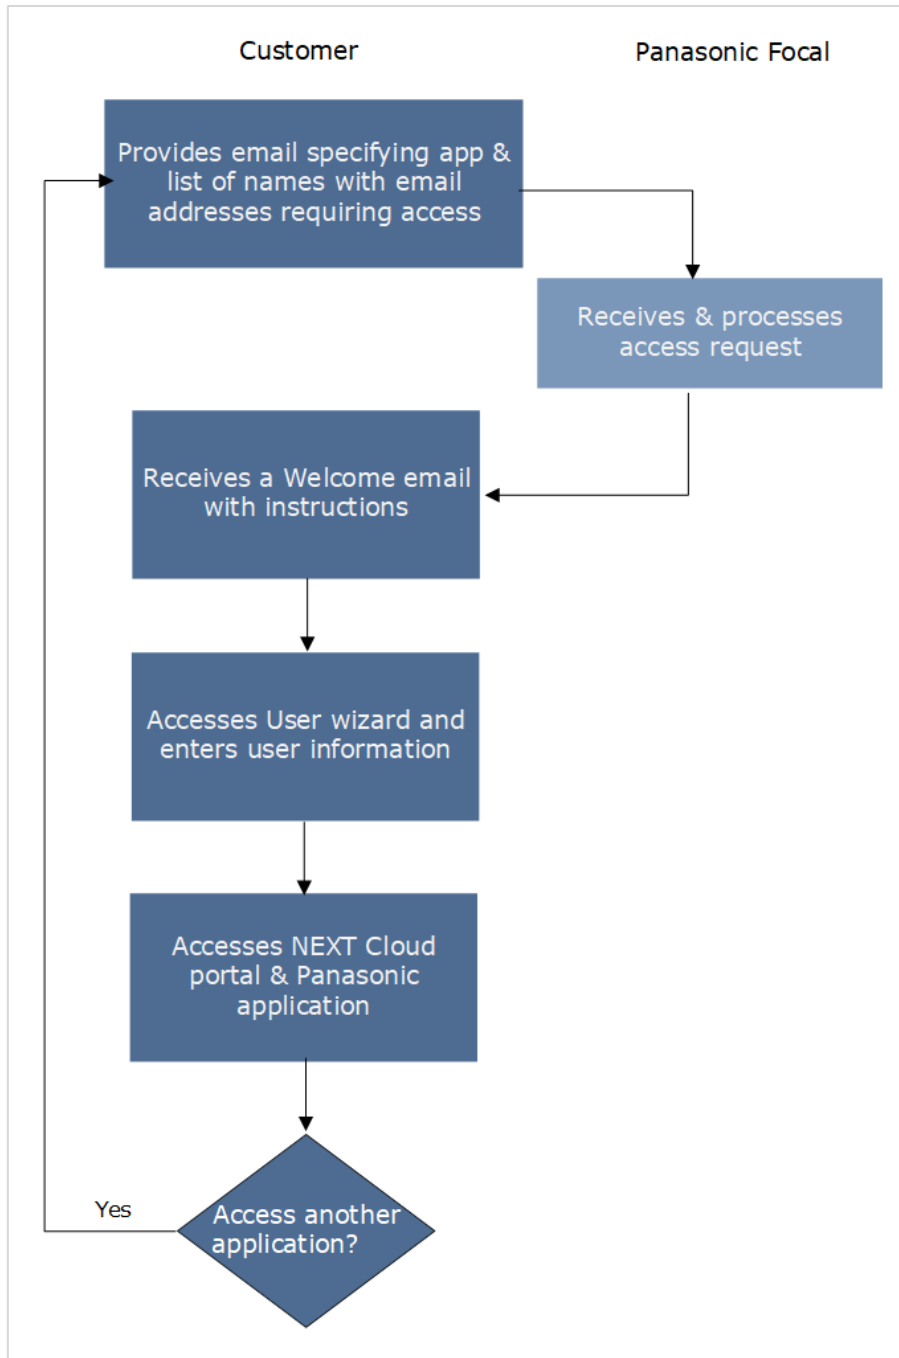 Customer
Panasonic Focal
Provides email specifying app &
list of names with email
addresses requiring access
Receives & processes
access request
Receives a Welcome email
with instructions
Accesses User wizard and
enters user information
Accesses NEXT Cloud
portal & Panasonic
application
Yes
Access another
application?